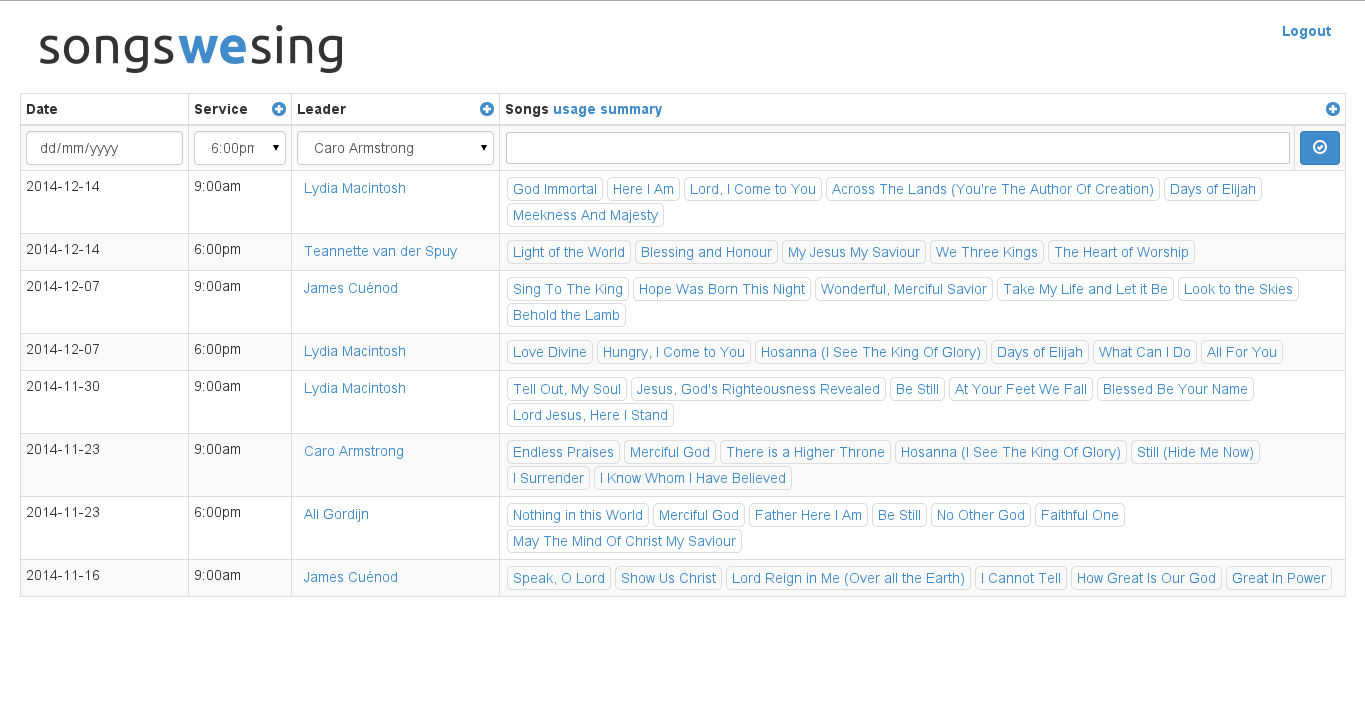 songswesing
Logout
Date Service Leader Songs usage summary
dd/mm/yyyy 6:00pm Caro Armstrong
2014-12-14 9:00am Lydia Macintosh God Immortal Here I Am Lord, I Come to You Across The Lands (You're The Author Of Creation) Days of Elijah
Meekness And Majesty
2014-12-14 6:00pm Teannette van der Spuy Light of the World Blessing and Honour My Jesus My Saviour We Three Kings The Heart of Worship
2014-12-07 9:00am James Cuénod Sing To The King Hope Was Born This Night Wonderful, Merciful Savior Take My Life and Let it Be Look to the Skies
Behold the Lamb
2014-12-07 6:00pm Lydia Macintosh Love Divine Hungry, I Come to You Hosanna (I See The King Of Glory) Days of Elijah What Can I Do All For You
2014-11-30 9:00am Lydia Macintosh Tell Out, My Soul Jesus, God's Righteousness Revealed Be Still At Your Feet We Fall Blessed Be Your Name
Lord Jesus, Here I Stand
2014-11-23 9:00am Caro Armstrong Endless Praises Merciful God There is a Higher Throne Hosanna (I See The King Of Glory) Still (Hide Me Now)
I Surrender I Know Whom I Have Believed
2014-11-23 6:00pm Ali Gordijn Nothing in this World Merciful God Father Here I Am Be Still No Other God Faithful One
May The Mind Of Christ My Saviour
2014-11-16 9:00am James Cuénod Speak, O Lord Show Us Christ Lord Reign in Me (Over all the Earth) I Cannot Tell How Great Is Our God Great In Power